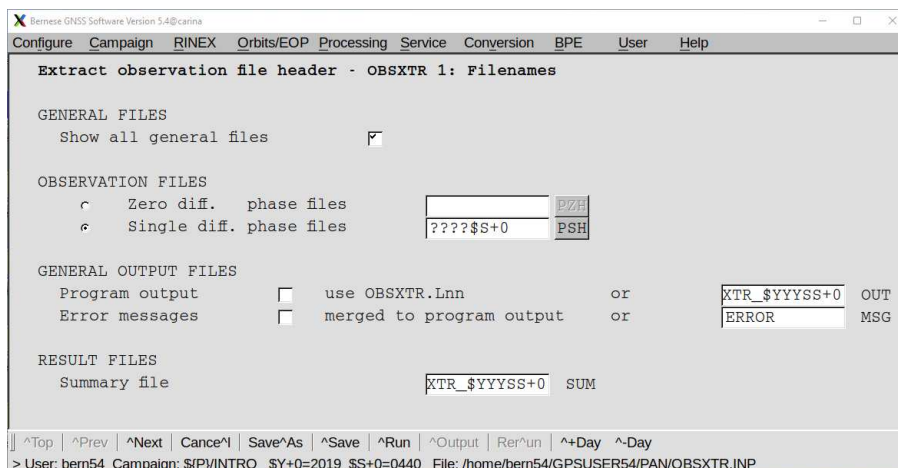 Bernese GNSS Software Version 5.4@carina
Configure Campaign RINEX Orbits/EOP Processing Service Conversion BPE User Help
Extract observation file header - OBSXTR 1: Filenames
GENERAL FILES
Show all general files
OBSERVATION FILES
Zero diff. phase files PZH
Single diff. phase files ????$S+0 PSH
GENERAL OUTPUT FILES
Program output use OBSXTR.Lnn or XTR_$YYYSS+0 OUT
Error messages merged to program output or ERROR MSG
RESULT FILES
Summary file XTR_$YYYSS+0 SUM
^Top | ^Prev | ^Next | Cance^l | Save^As | ^Save | ^Run | ^Output | Rer^un | ^+Day ^-Day
> User: bern54 Campaign: ${P}/INTRO $Y+0=2019 $S+0=0440 File: /home/bern54/GPSUSER54/PAN/OBSXTR.INP